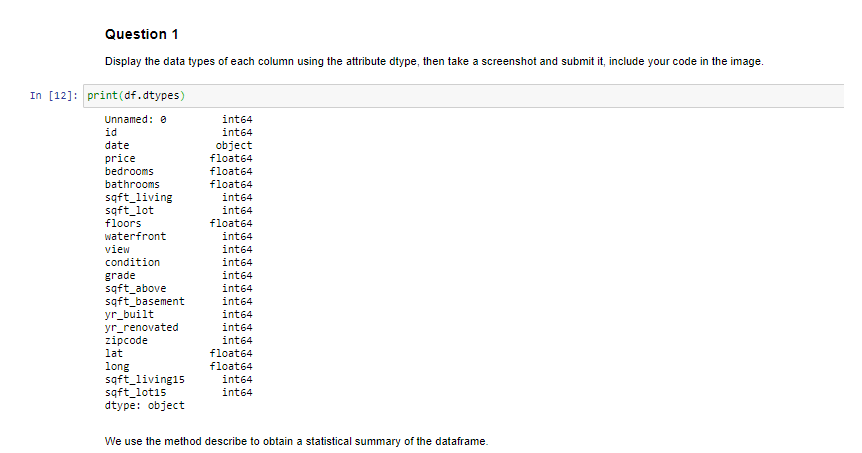 Question 1
Display the data types of each column using the attribute dtype, then take a screenshot and submit it, include your code in the image.
In [12]: print(df.dtypes)
Unnamed: 0 int64
id int64
date object
price float64
bedrooms float64
bathrooms float64
sqft_living int64
sqft_lot int64
floors float64
waterfront int64
view int64
condition int64
grade int64
sqft_above int64
sqft_basement int64
yr_built int64
yr_renovated int64
zipcode int64
lat float64
long float64
sqft_living15 int64
sqft_lot15 int64
dtype: object
We use the method describe to obtain a statistical summary of the dataframe.